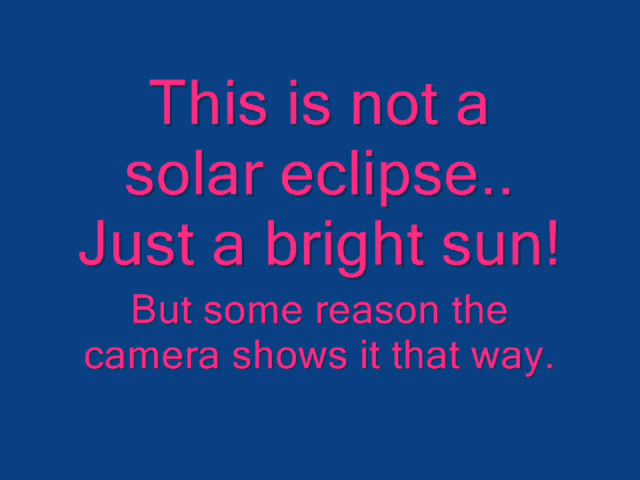 This is not a
solar eclipse..
Just a bright sun!
But some reason the
camera shows it that way.